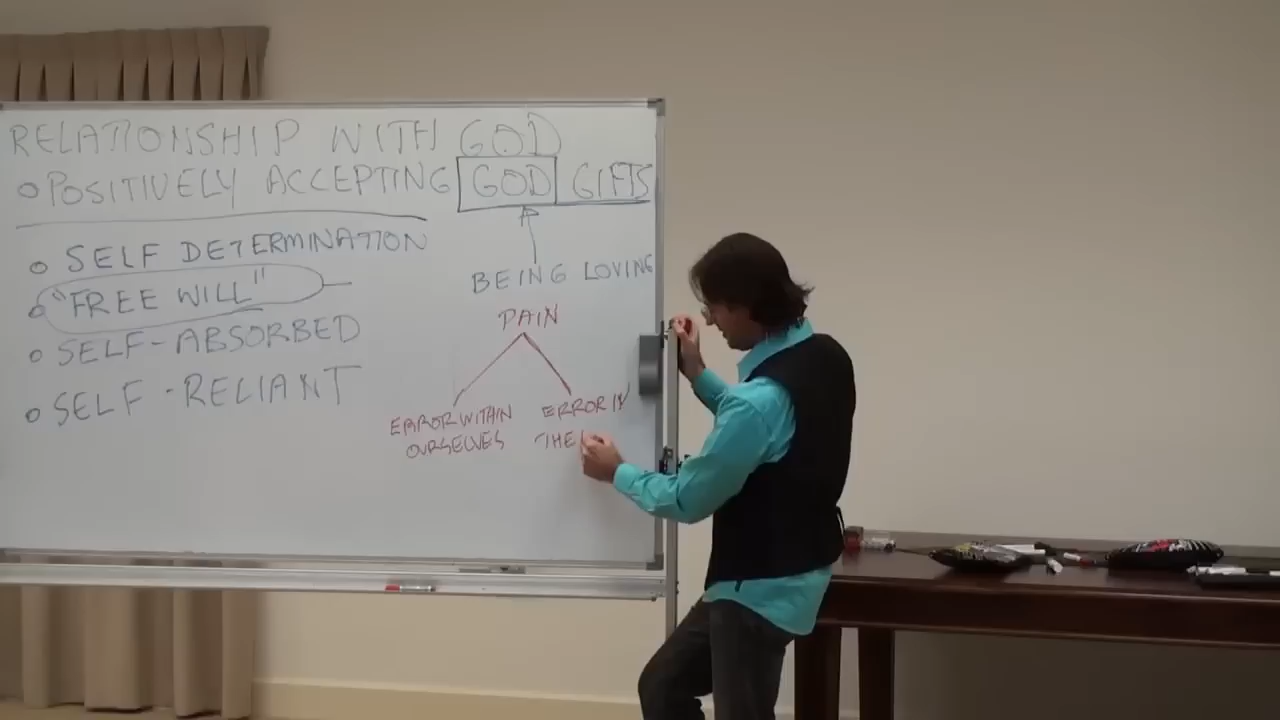 RELATIONSHIP WITH GOD
POSITIVELY ACCEPTING GOD GIFTS
SELF DETERMINATION
"FREE WILL"
SELF-ABSORBED
SELF-RELIANT
BEING LOVING
PAIN
ERROR WITHIN
OURSELVES
ERROR IN
THE